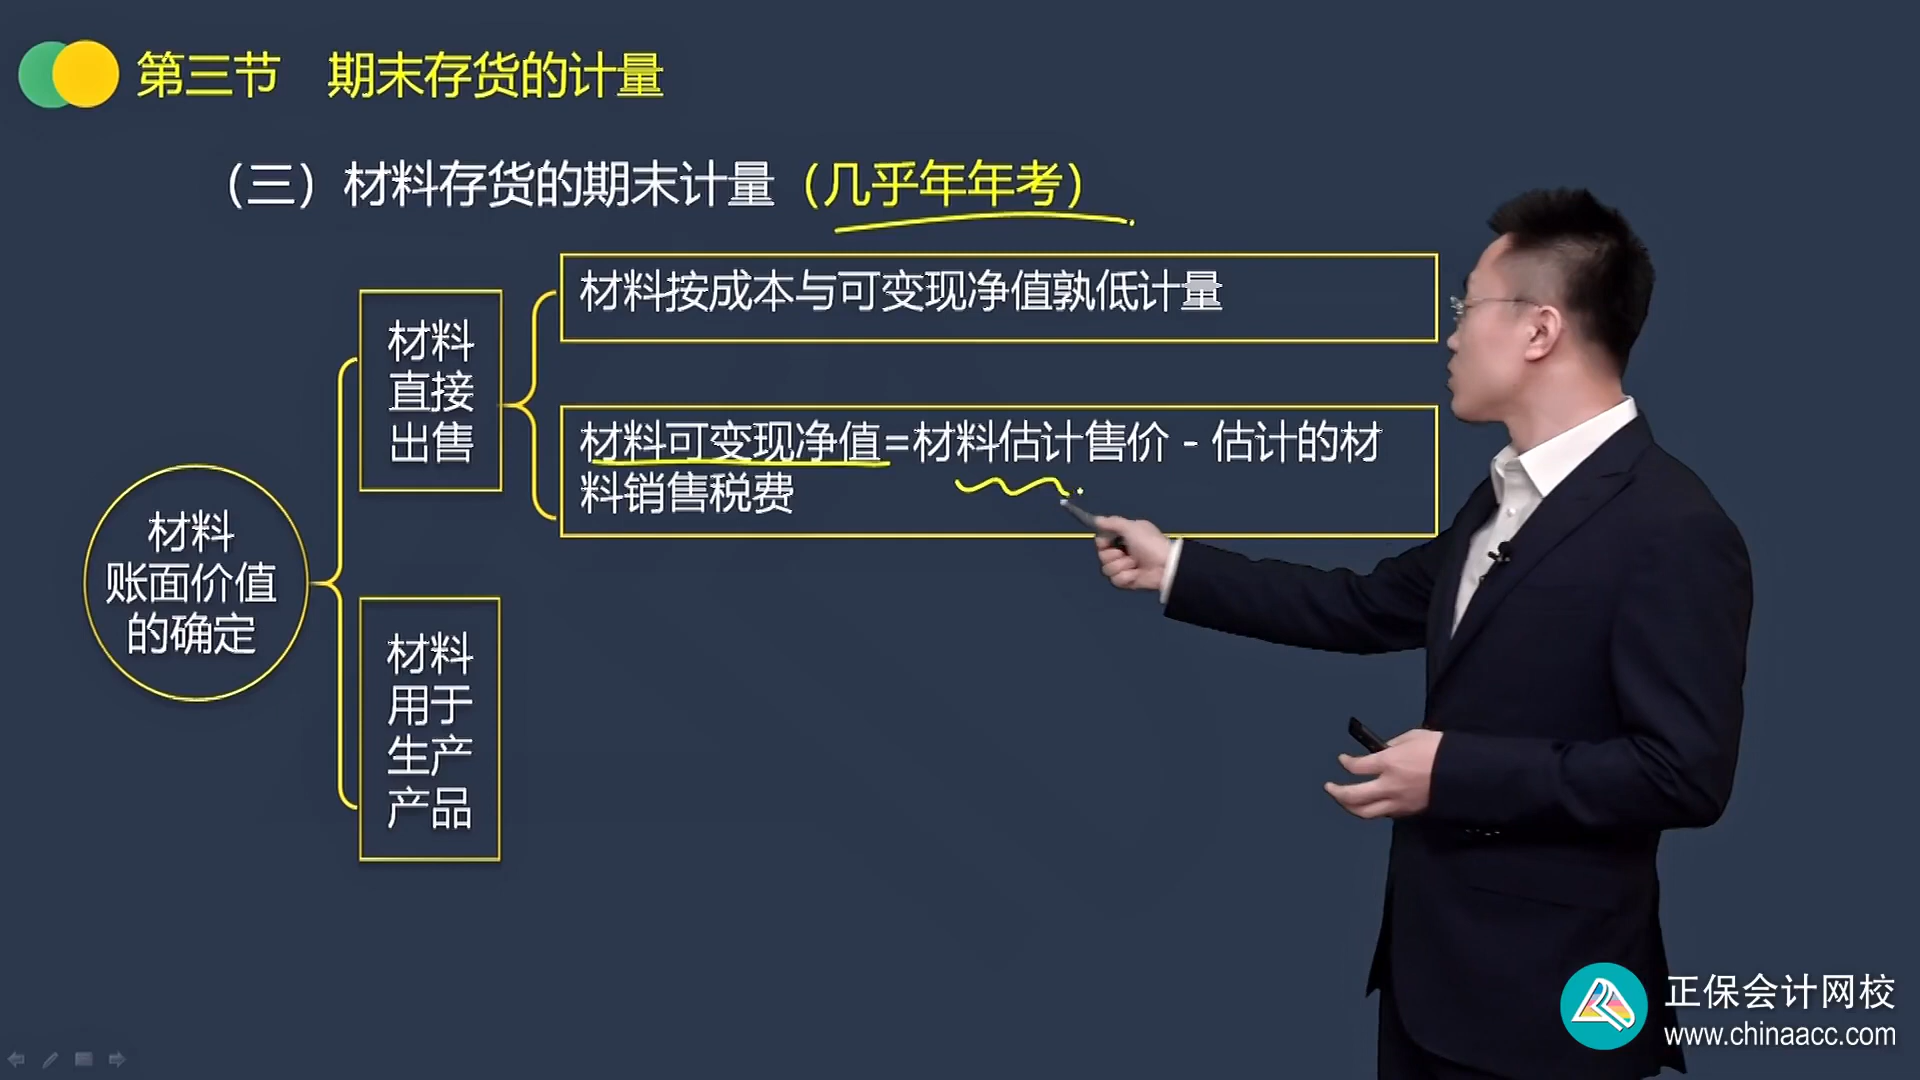 第三节 期末存货的计量
（三）材料存货的期末计量（几乎年年考）
材料按成本与可变现净值孰低计量
材料
直接
出售
材料可变现净值=材料估计售价－估计的材
料销售税费
材料
账面价值
的确定
材料
用于
生产
产品
正保会计网校
www.chinaacc.com